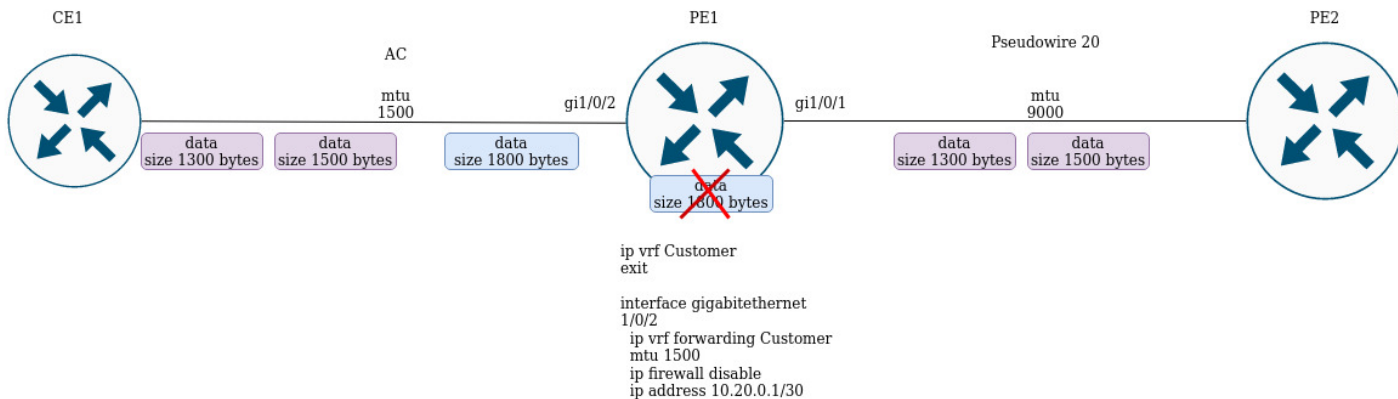 CE1
PE1
PE2
AC
Pseudowire 20
mtu
1500
gi1/0/2
gi1/0/1
mtu
9000
data
size 1300 bytes
data
size 1500 bytes
data
size 1800 bytes
data
size 1300 bytes
data
size 1500 bytes
data
size 1800 bytes
ip vrf Customer
exit
interface gigabitethernet
1/0/2
ip vrf forwarding Customer
mtu 1500
ip firewall disable
ip address 10.20.0.1/30